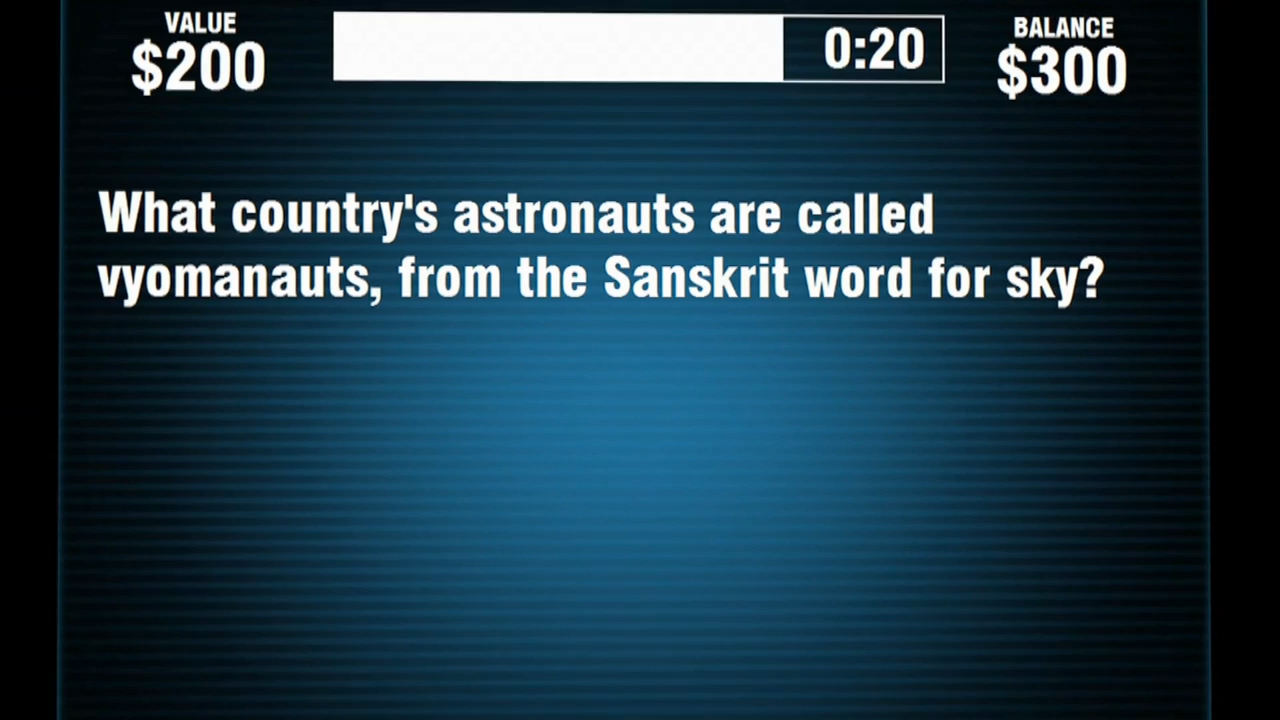 VALUE
$200
0:20
BALANCE
$300
What country's astronauts are called
vyomanauts, from the Sanskrit word for sky?